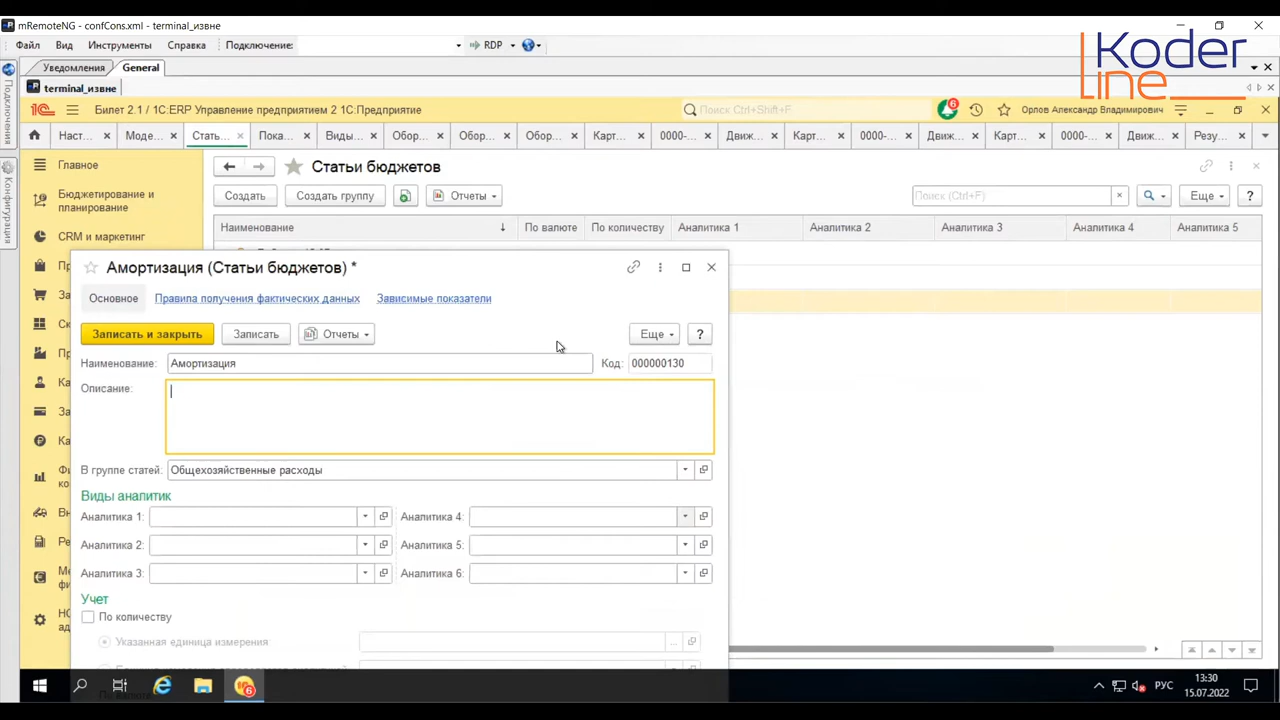 mRemoteNG - confCons.xml - terminal_извне
Файл Вид Инструменты Справка Подключение: RDP
Koder
line
Уведомления General
terminal_извне
Подключения
Конфигурация
1С Билет 2.1 / 1С:ERP Управление предприятием 2 1С:Предприятие Поиск Ctrl+Shift+F 6 Орлов Александр Владимирович
Наст... Моде... Стать... Пока... Виды... Обор... Обор... Обор... Карт... 0000-... Движ... Карт... 0000-... Движ... Карт... 0000-... Движ... Резу...
Главное
Бюджетирование и
планирование
CRM и маркетинг
Статьи бюджетов
Создать Создать группу Отчеты Поиск (Ctrl+F) Еще ?
Наименование По валюте По количеству Аналитика 1 Аналитика 2 Аналитика 3 Аналитика 4 Аналитика 5
Амортизация (Статьи бюджетов) *
Основное Правила получения фактических данных Зависимые показатели
Записать и закрыть Записать Отчеты Еще ?
Наименование: Амортизация Код: 000000130
Описание:
В группе статей: Общехозяйственные расходы
Виды аналитик
Аналитика 1: Аналитика 4:
Аналитика 2: Аналитика 5:
Аналитика 3: Аналитика 6:
Учет
По количеству
Указанная единица измерения
РУС 13:30
15.07.2022